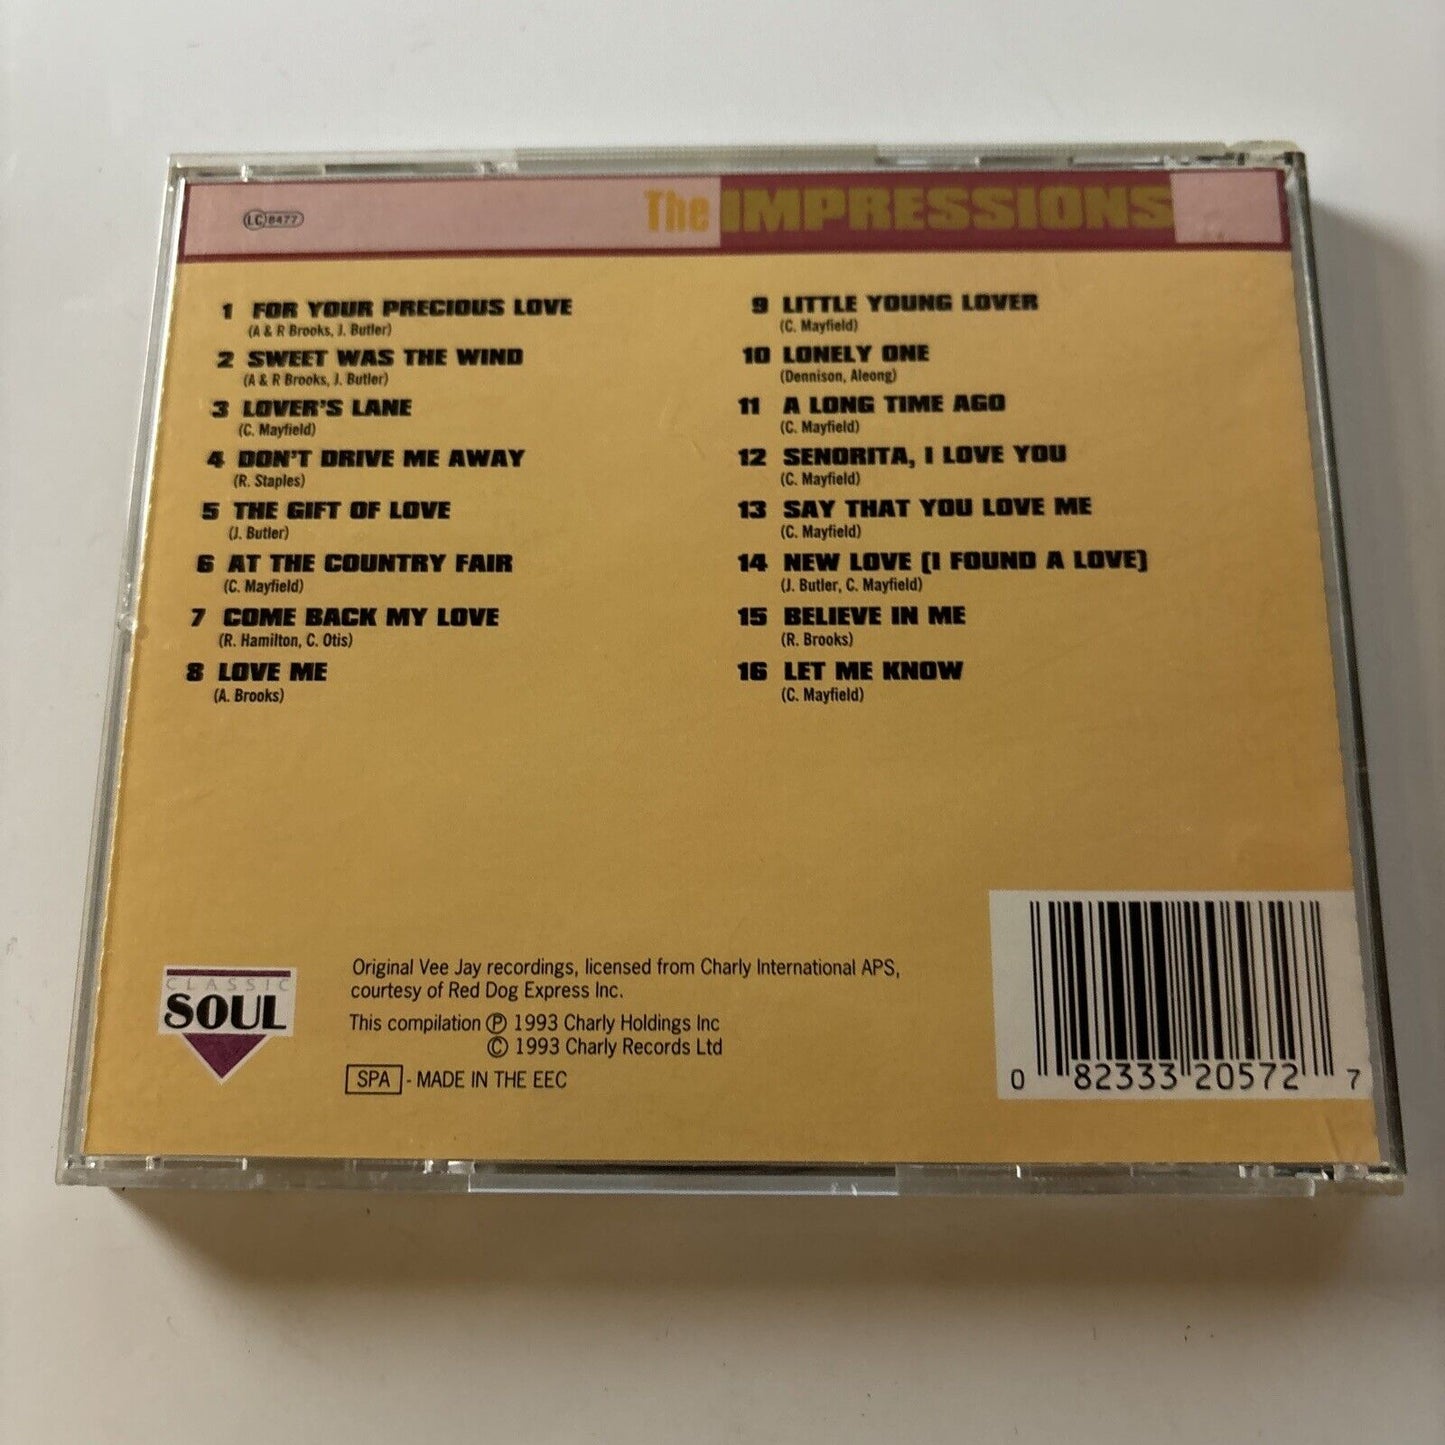 LC 8477
The IMPRESSIONS
1 FOR YOUR PRECIOUS LOVE
(A & R Brooks, J. Butler)
2 SWEET WAS THE WIND
(A & R Brooks, J. Butler)
3 LOVER'S LANE
(C. Mayfield)
4 DON'T DRIVE ME AWAY
(R. Staples)
5 THE GIFT OF LOVE
(J. Butler)
6 AT THE COUNTRY FAIR
(C. Mayfield)
7 COME BACK MY LOVE
(R. Hamilton, C. Otis)
8 LOVE ME
(A. Brooks)
9 LITTLE YOUNG LOVER
(C. Mayfield)
10 LONELY ONE
(Dennison, Aleong)
11 A LONG TIME AGO
(C. Mayfield)
12 SENORITA, I LOVE YOU
(C. Mayfield)
13 SAY THAT YOU LOVE ME
(C. Mayfield)
14 NEW LOVE (I FOUND A LOVE)
(J. Butler, C. Mayfield)
15 BELIEVE IN ME
(R. Brooks)
16 LET ME KNOW
(C. Mayfield)
CLASSIC
SOUL
Original Vee Jay recordings, licensed from Charly International APS,
courtesy of Red Dog Express Inc.
This compilation ℗ 1993 Charly Holdings Inc
© 1993 Charly Records Ltd
SPA - MADE IN THE EEC
0 82333 20572 7